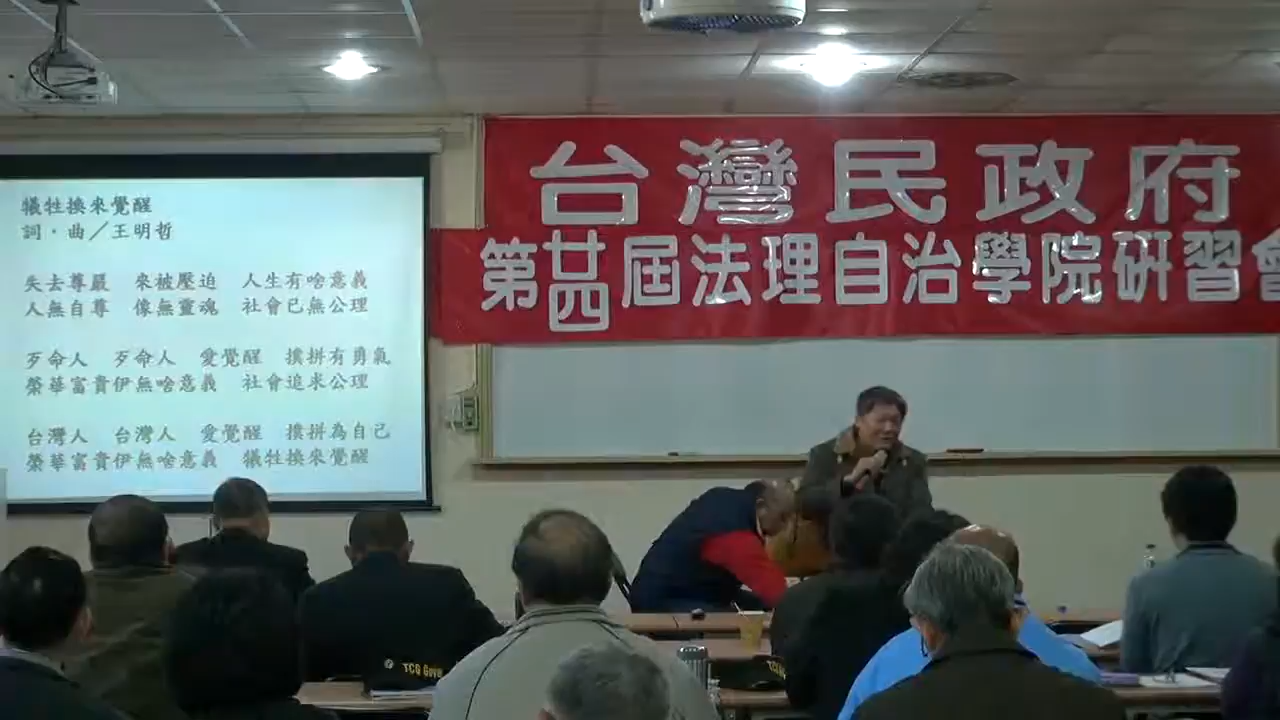 犧牲換來覺醒
詞．曲／王明哲
失去尊嚴　來被壓迫　人生有啥意義
人無自尊　像無靈魂　社會已無公理
歹命人　歹命人　愛覺醒　撲拼有勇氣
榮華富貴伊無啥意義　社會追求公理
台灣人　台灣人　愛覺醒　撲拼為自己
榮華富貴伊無啥意義　犧牲換來覺醒
台灣民政府
第廿四屆法理自治學院研習會
TCG Gove
TCG